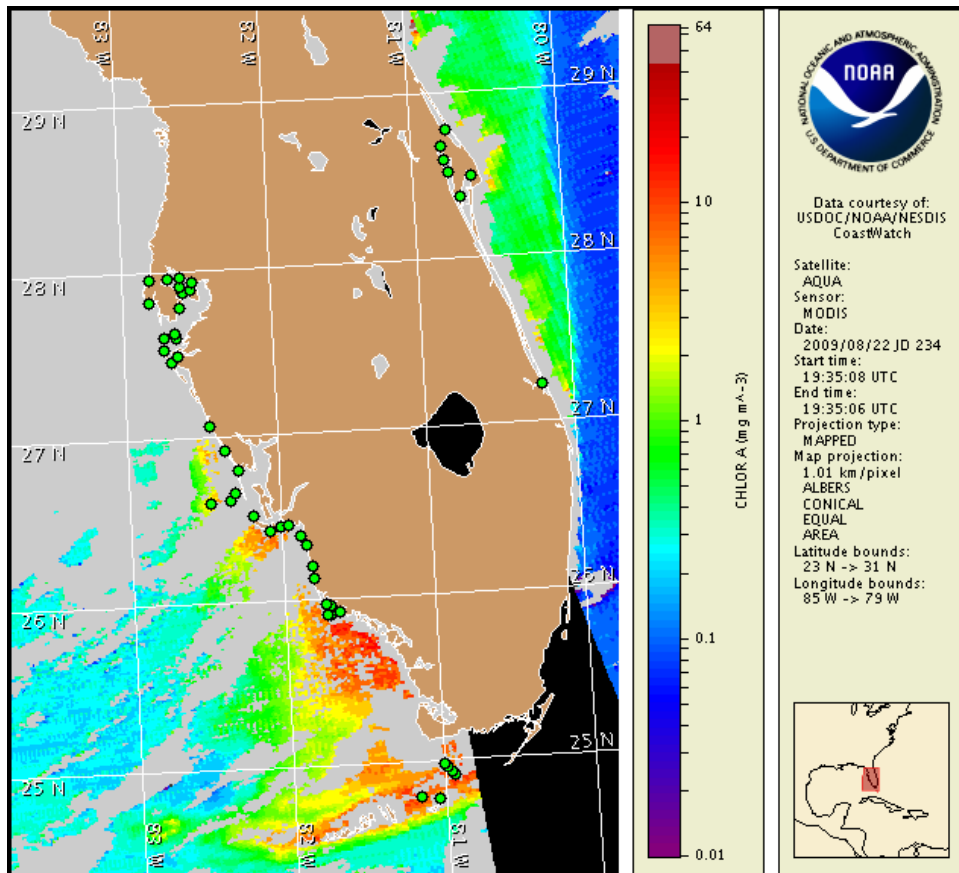 83 W
82 W
81 W
80 W
29 N
29 N
28 N
28 N
27 N
27 N
26 N
26 N
25 N
25 N
83 W
82 W
81 W
64
10
1
0.1
0.01
CHLOR A (mg m^-3)
NATIONAL OCEANIC AND ATMOSPHERIC ADMINISTRATION
NOAA
U.S. DEPARTMENT OF COMMERCE
Data courtesy of:
USDOC/NOAA/NESDIS
CoastWatch
Satellite:
AQUA
Sensor:
MODIS
Date:
2009/08/22 JD 234
Start time:
19:35:08 UTC
End time:
19:35:06 UTC
Projection type:
MAPPED
Map projection:
1.01 km/pixel
ALBERS
CONICAL
EQUAL
AREA
Latitude bounds:
23 N -> 31 N
Longitude bounds:
85 W -> 79 W